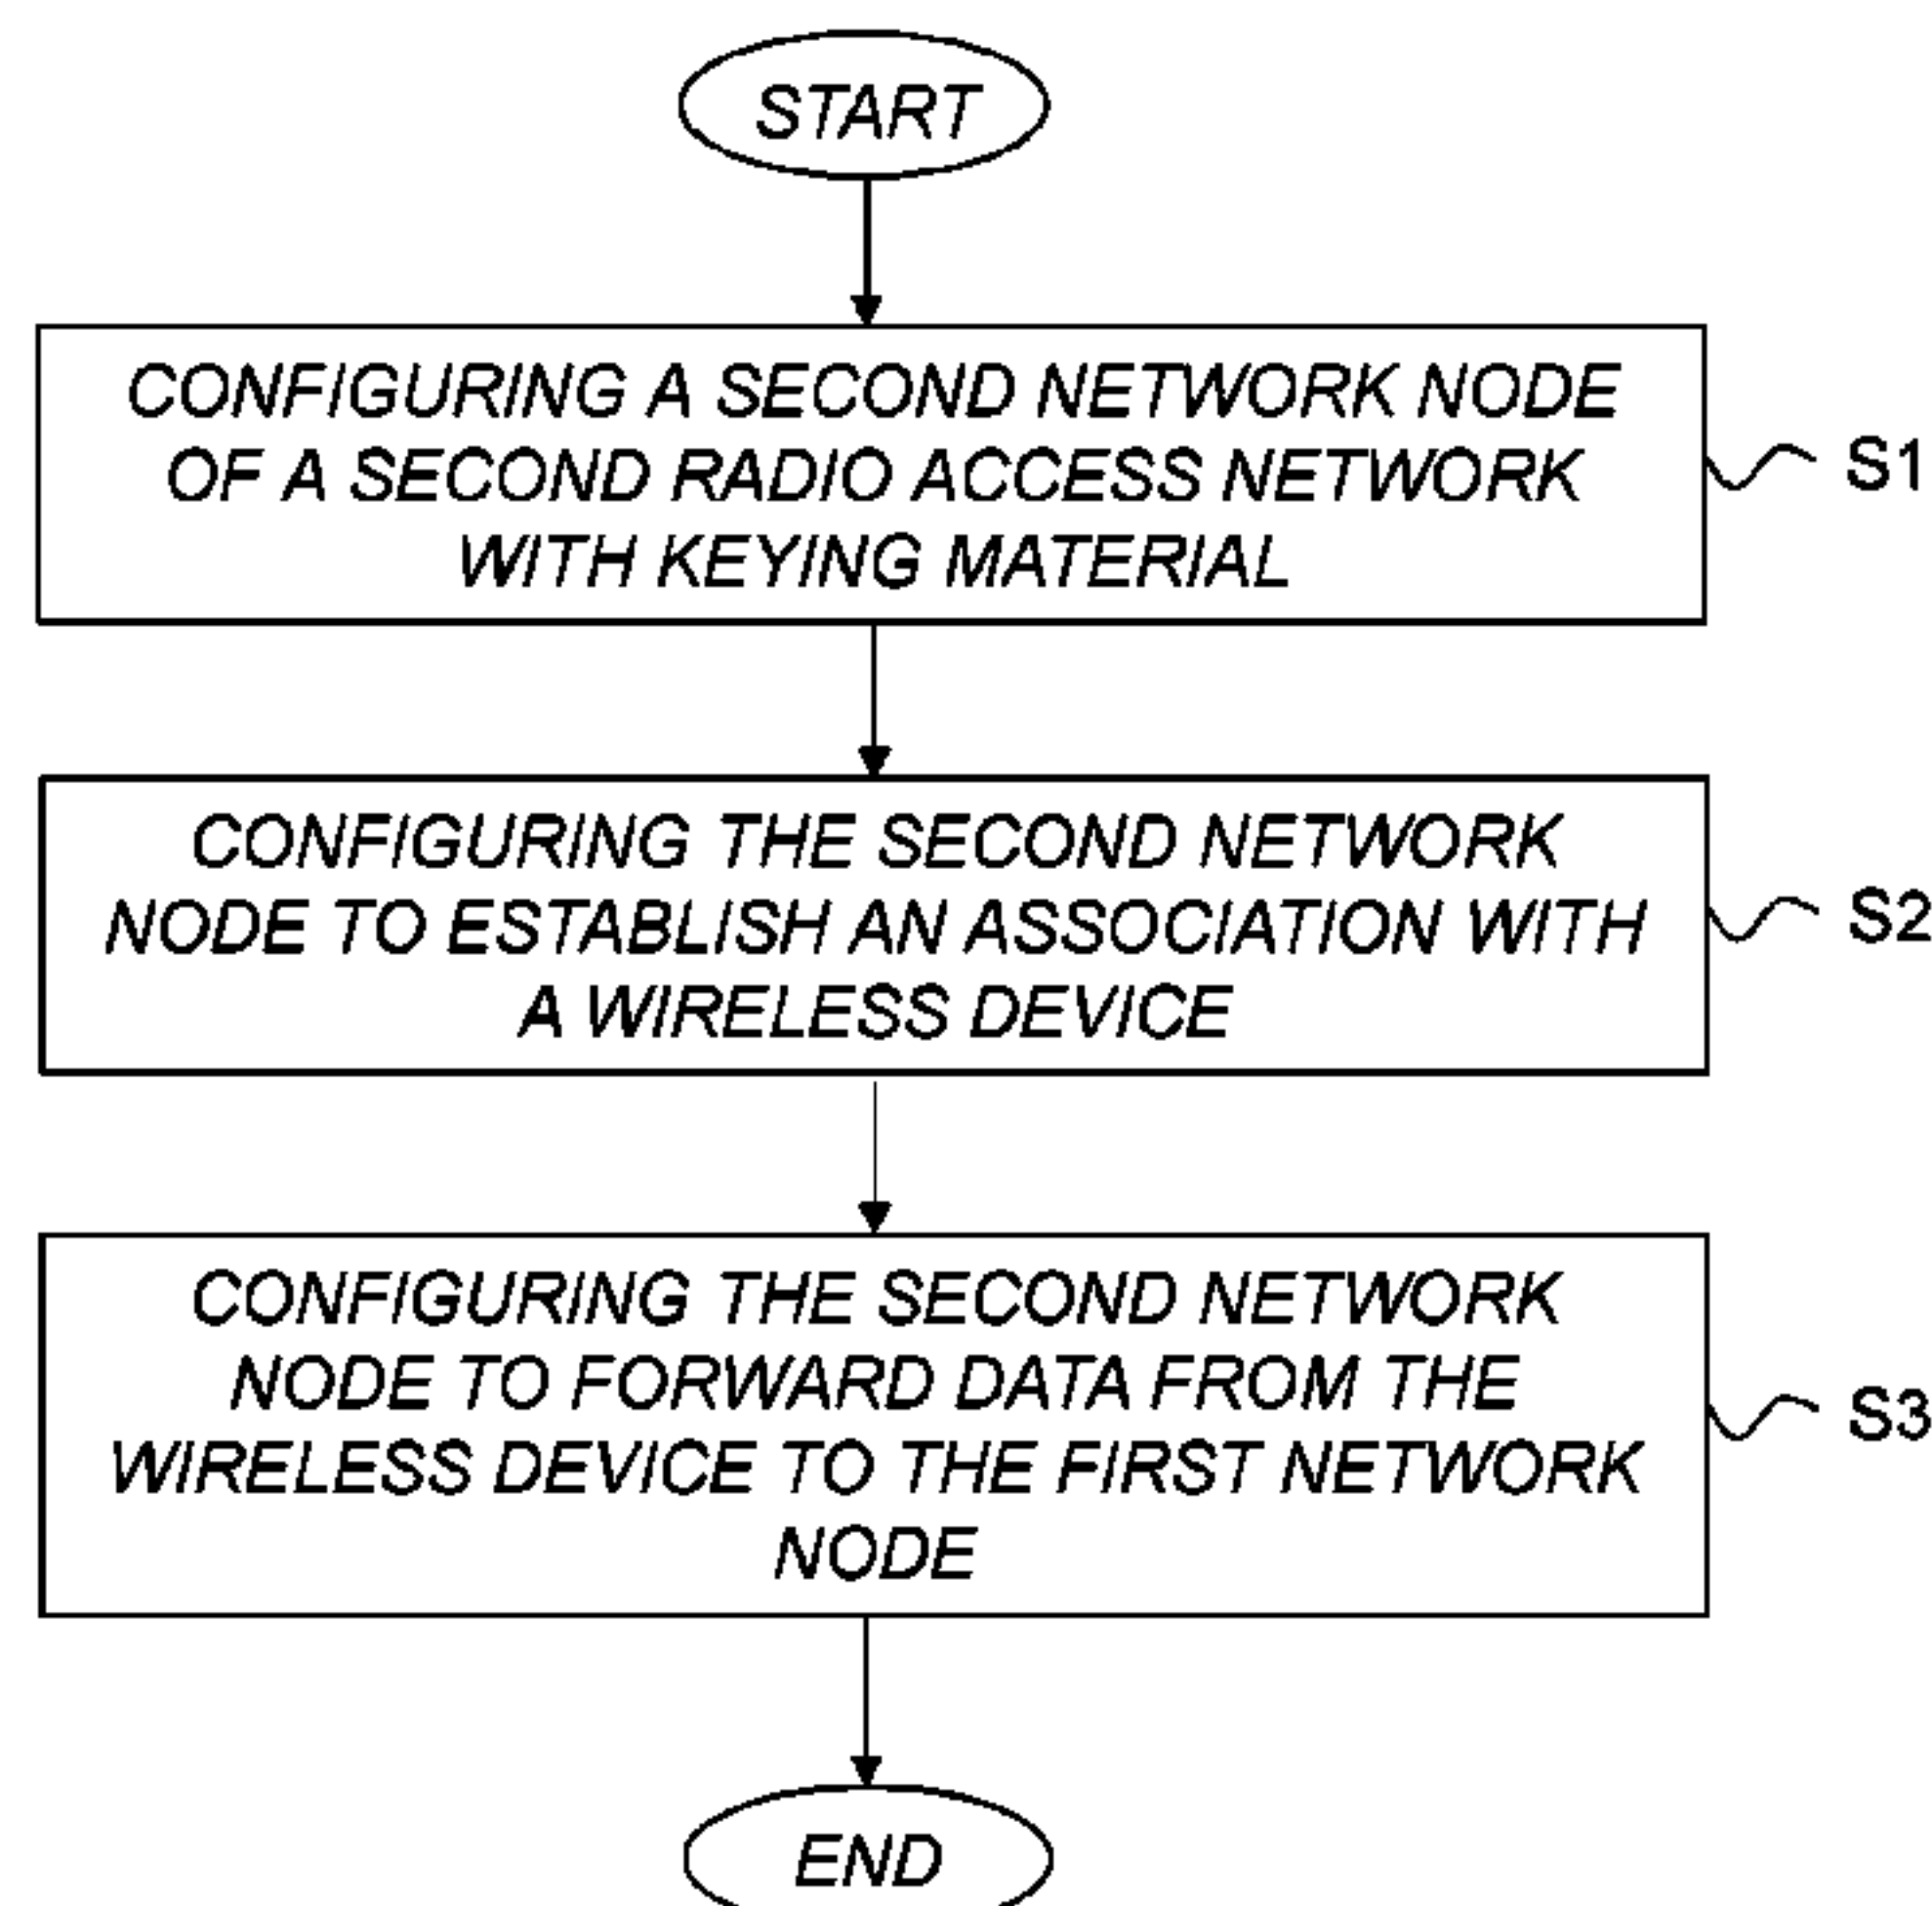 START
CONFIGURING A SECOND NETWORK NODE
OF A SECOND RADIO ACCESS NETWORK
WITH KEYING MATERIAL
S1
CONFIGURING THE SECOND NETWORK
NODE TO ESTABLISH AN ASSOCIATION WITH
A WIRELESS DEVICE
S2
CONFIGURING THE SECOND NETWORK
NODE TO FORWARD DATA FROM THE
WIRELESS DEVICE TO THE FIRST NETWORK
NODE
S3
END